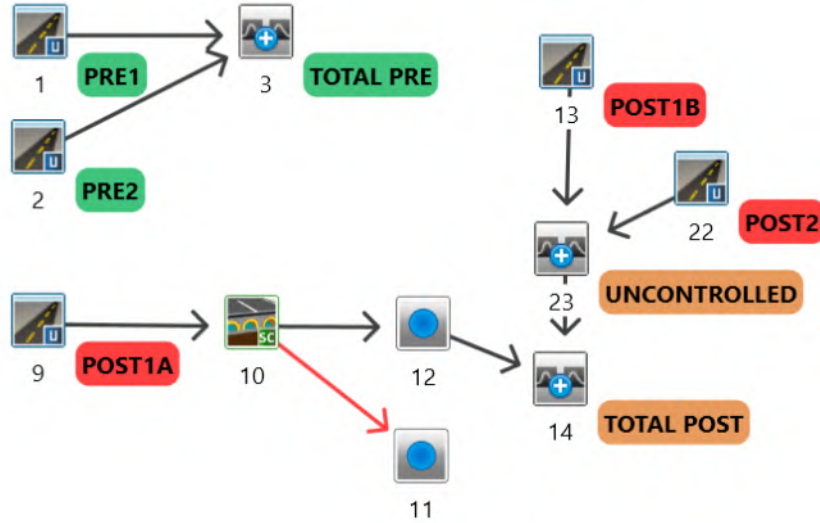 U
1
PRE1
3
TOTAL PRE
U
2
PRE2
U
13
POST1B
U
22
POST2
23
UNCONTROLLED
U
9
POST1A
SC
10
12
14
TOTAL POST
11